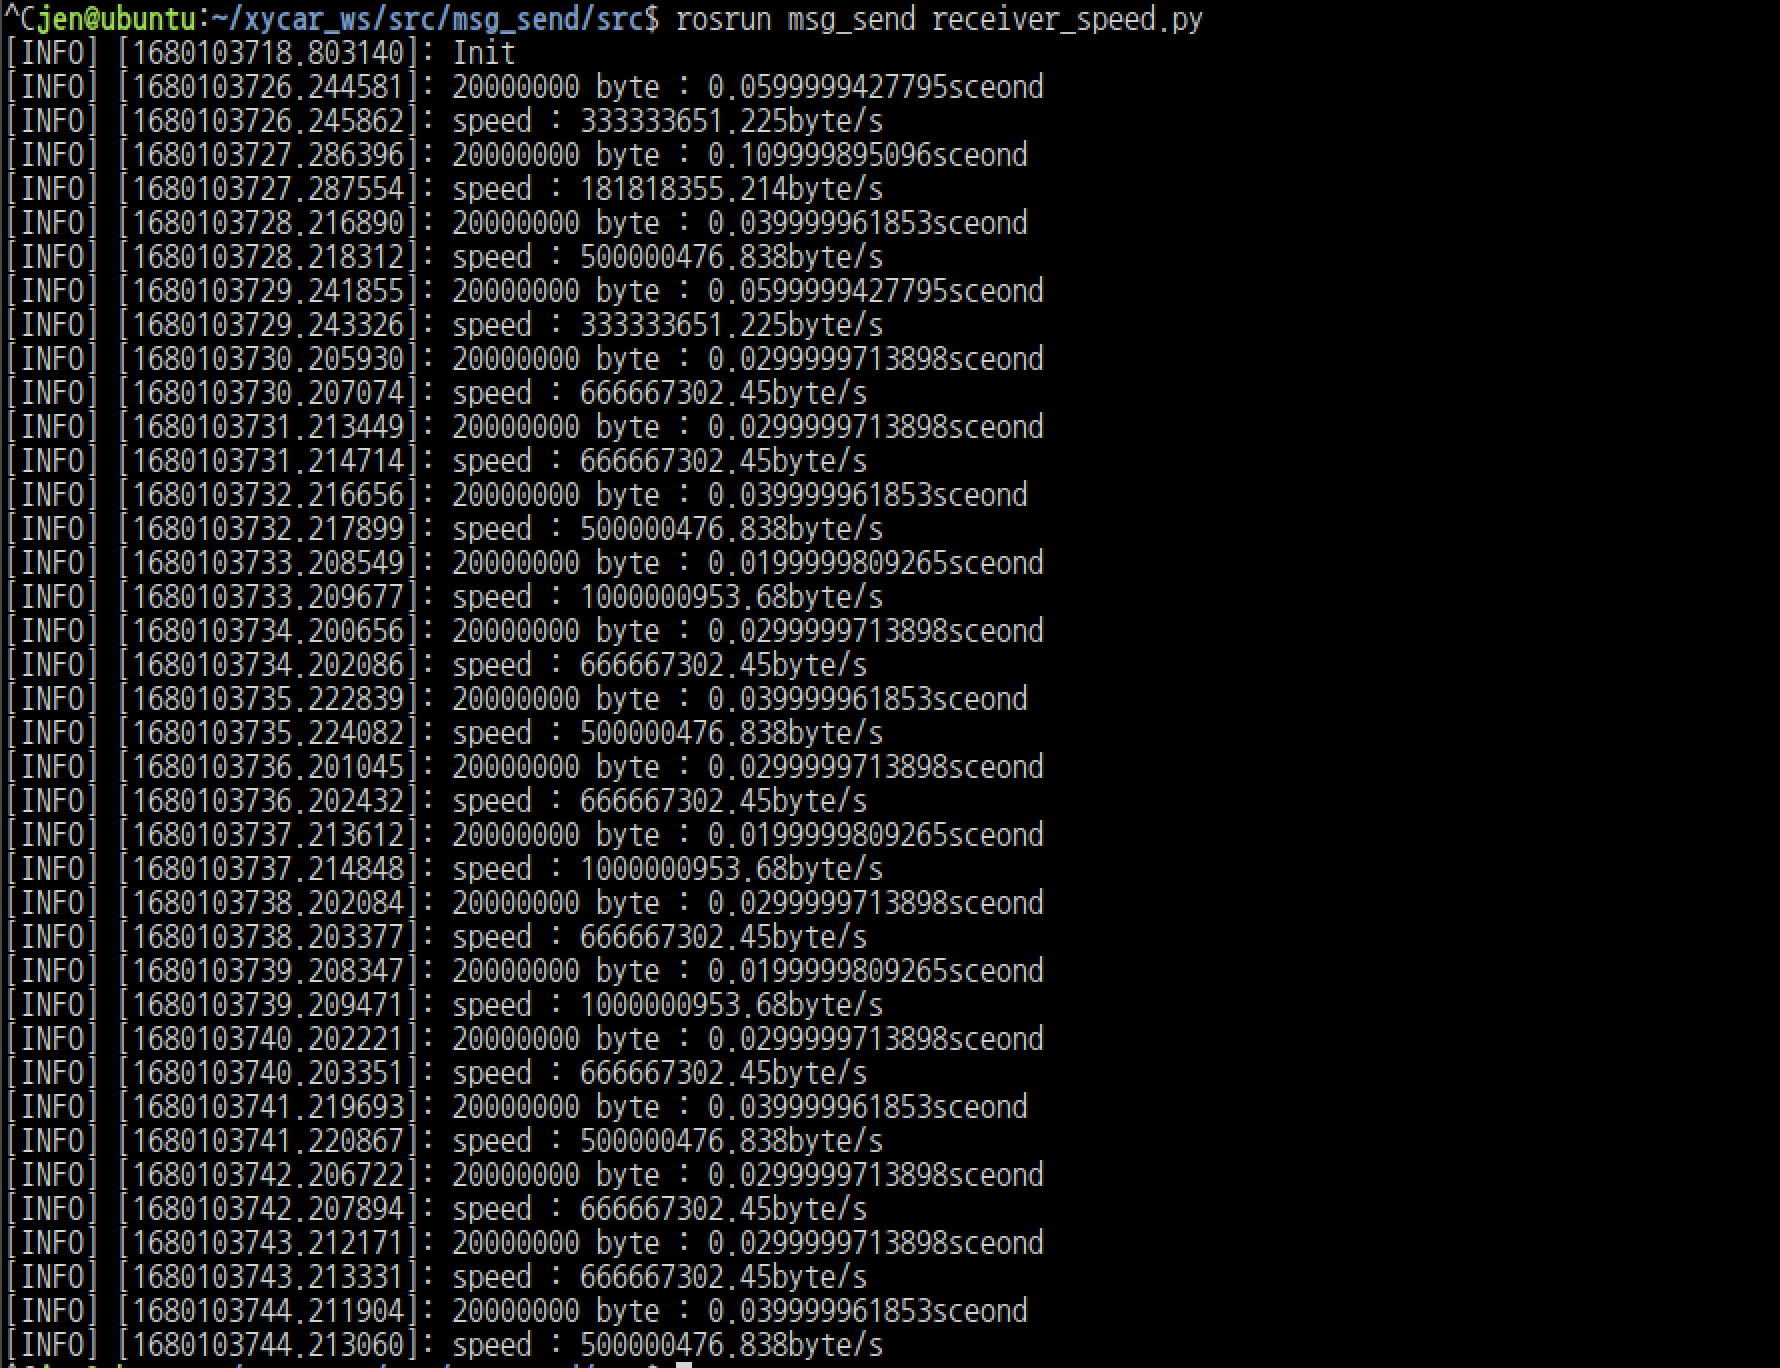 ^Cjen@ubuntu:~/xycar_ws/src/msg_send/src$ rosrun msg_send receiver_speed.py
[INFO] [1680103718.803140]: Init
[INFO] [1680103726.244581]: 20000000 byte : 0.0599999427795sceond
[INFO] [1680103726.245862]: speed : 333333651.225byte/s
[INFO] [1680103727.286396]: 20000000 byte : 0.109999895096sceond
[INFO] [1680103727.287554]: speed : 181818355.214byte/s
[INFO] [1680103728.216890]: 20000000 byte : 0.039999961853sceond
[INFO] [1680103728.218312]: speed : 500000476.838byte/s
[INFO] [1680103729.241855]: 20000000 byte : 0.0599999427795sceond
[INFO] [1680103729.243326]: speed : 333333651.225byte/s
[INFO] [1680103730.205930]: 20000000 byte : 0.0299999713898sceond
[INFO] [1680103730.207074]: speed : 666667302.45byte/s
[INFO] [1680103731.213449]: 20000000 byte : 0.0299999713898sceond
[INFO] [1680103731.214714]: speed : 666667302.45byte/s
[INFO] [1680103732.216656]: 20000000 byte : 0.039999961853sceond
[INFO] [1680103732.217899]: speed : 500000476.838byte/s
[INFO] [1680103733.208549]: 20000000 byte : 0.0199999809265sceond
[INFO] [1680103733.209677]: speed : 1000000953.68byte/s
[INFO] [1680103734.200656]: 20000000 byte : 0.0299999713898sceond
[INFO] [1680103734.202086]: speed : 666667302.45byte/s
[INFO] [1680103735.222839]: 20000000 byte : 0.039999961853sceond
[INFO] [1680103735.224082]: speed : 500000476.838byte/s
[INFO] [1680103736.201045]: 20000000 byte : 0.0299999713898sceond
[INFO] [1680103736.202432]: speed : 666667302.45byte/s
[INFO] [1680103737.213612]: 20000000 byte : 0.0199999809265sceond
[INFO] [1680103737.214848]: speed : 1000000953.68byte/s
[INFO] [1680103738.202084]: 20000000 byte : 0.0299999713898sceond
[INFO] [1680103738.203377]: speed : 666667302.45byte/s
[INFO] [1680103739.208347]: 20000000 byte : 0.0199999809265sceond
[INFO] [1680103739.209471]: speed : 1000000953.68byte/s
[INFO] [1680103740.202221]: 20000000 byte : 0.0299999713898sceond
[INFO] [1680103740.203351]: speed : 666667302.45byte/s
[INFO] [1680103741.219693]: 20000000 byte : 0.039999961853sceond
[INFO] [1680103741.220867]: speed : 500000476.838byte/s
[INFO] [1680103742.206722]: 20000000 byte : 0.0299999713898sceond
[INFO] [1680103742.207894]: speed : 666667302.45byte/s
[INFO] [1680103743.212171]: 20000000 byte : 0.0299999713898sceond
[INFO] [1680103743.213331]: speed : 666667302.45byte/s
[INFO] [1680103744.211904]: 20000000 byte : 0.039999961853sceond
[INFO] [1680103744.213060]: speed : 500000476.838byte/s